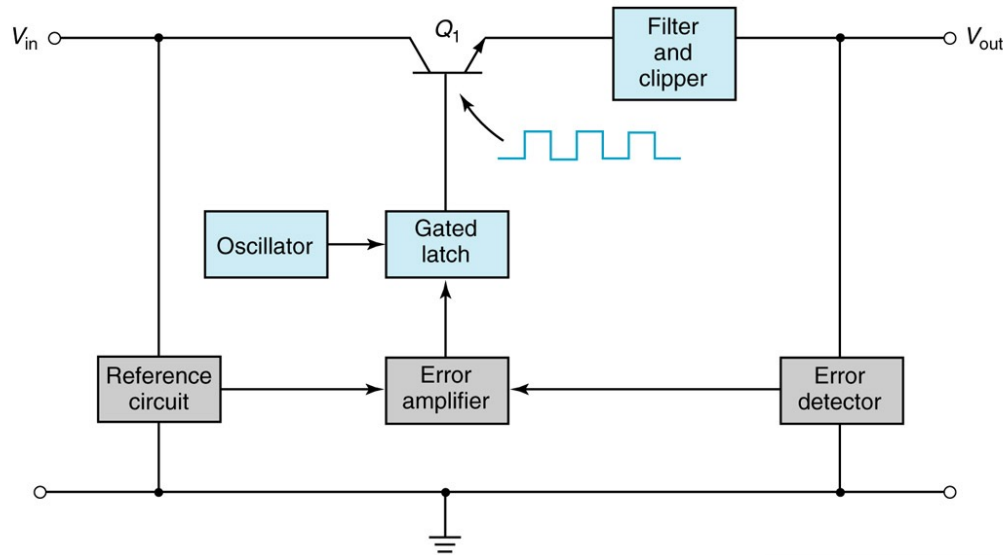 Vin
Q1
Filter
and
clipper
Vout
Oscillator
Gated
latch
Reference
circuit
Error
amplifier
Error
detector